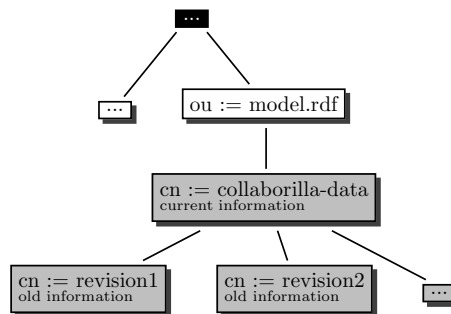 ...
...
ou := model.rdf
cn := collaborilla-data
current information
cn := revision1
old information
cn := revision2
old information
...